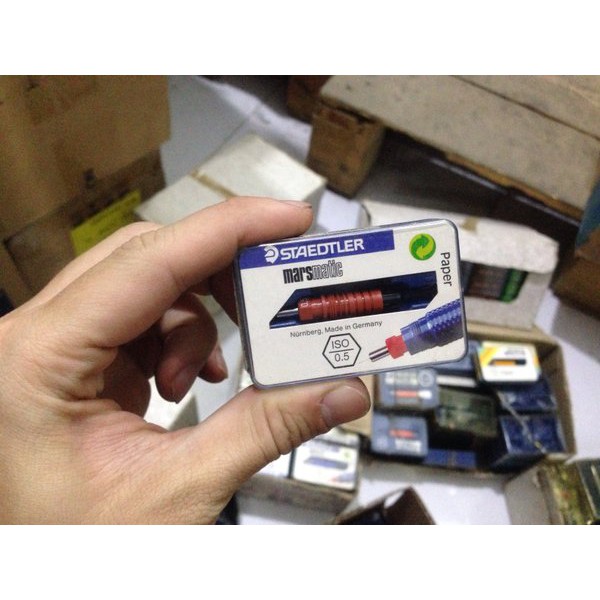 STAEDTLER
marsmatic
Nürnberg, Made in Germany
ISO
0.5
Paper